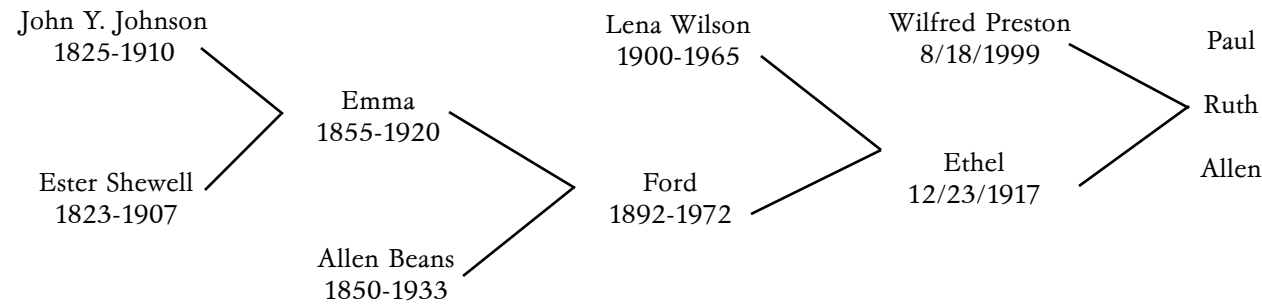 John Y. Johnson
1825-1910
Ester Shewell
1823-1907
Emma
1855-1920
Allen Beans
1850-1933
Lena Wilson
1900-1965
Ford
1892-1972
Wilfred Preston
8/18/1999
Ethel
12/23/1917
Paul
Ruth
Allen